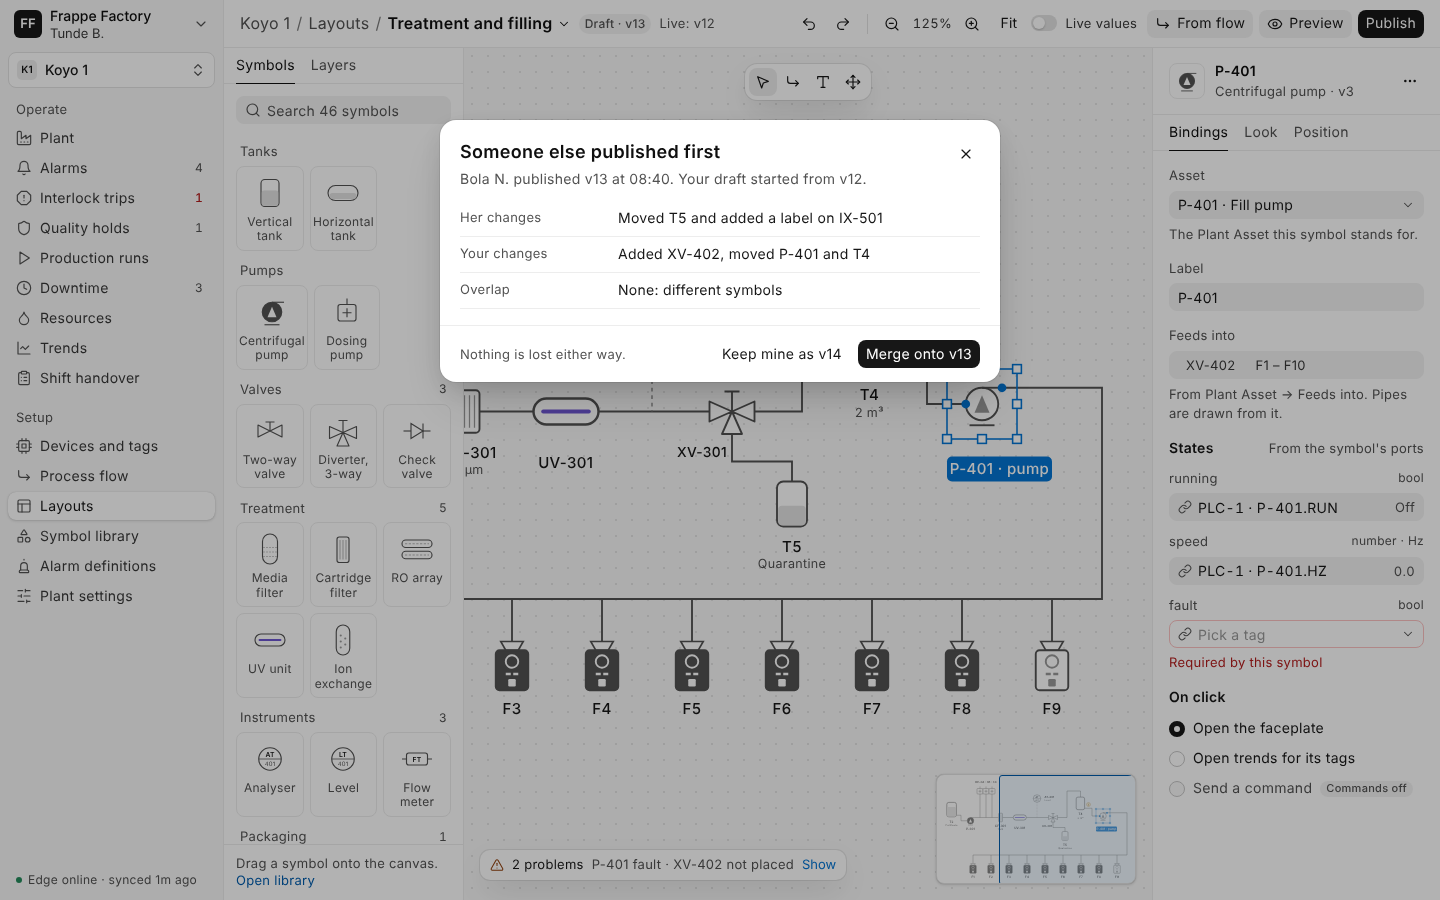 FF
Frappe Factory
Tunde B.
K1
Koyo 1
Operate
Plant
Alarms 4
Interlock trips 1
Quality holds 1
Production runs
Downtime 3
Resources
Trends
Shift handover
Setup
Devices and tags
Process flow
Layouts
Symbol library
Alarm definitions
Plant settings
Edge online · synced 1m ago
Koyo 1 / Layouts / Treatment and filling
Draft · v13
Live: v12
125%
Fit
Live values
From flow
Preview
Publish
Symbols
Layers
Search 46 symbols
Tanks
Vertical tank
Horizontal tank
Pumps
Centrifugal pump
Dosing pump
Valves 3
Two-way valve
Diverter, 3-way
Check valve
Treatment 5
Media filter
Cartridge filter
RO array
UV unit
Ion exchange
Instruments 3
AT 401
Analyser
LT 401
Level
FT
Flow meter
Packaging 1
Drag a symbol onto the canvas.
Open library
Someone else published first
Bola N. published v13 at 08:40. Your draft started from v12.
Her changes Moved T5 and added a label on IX-501
Your changes Added XV-402, moved P-401 and T4
Overlap None: different symbols
Nothing is lost either way.
Keep mine as v14
Merge onto v13
-301
µm
UV-301
XV-301
T4
2 m³
P-401 · pump
T5
Quarantine
F3
F4
F5
F6
F7
F8
F9
2 problems P-401 fault · XV-402 not placed Show
P-401
Centrifugal pump · v3
Bindings
Look
Position
Asset
P-401 · Fill pump
The Plant Asset this symbol stands for.
Label
P-401
Feeds into
XV-402 F1 – F10
From Plant Asset → Feeds into. Pipes
are drawn from it.
States From the symbol's ports
running bool
PLC-1 · P-401.RUN Off
speed number · Hz
PLC-1 · P-401.HZ 0.0
fault bool
Pick a tag
Required by this symbol
On click
Open the faceplate
Open trends for its tags
Send a command Commands off